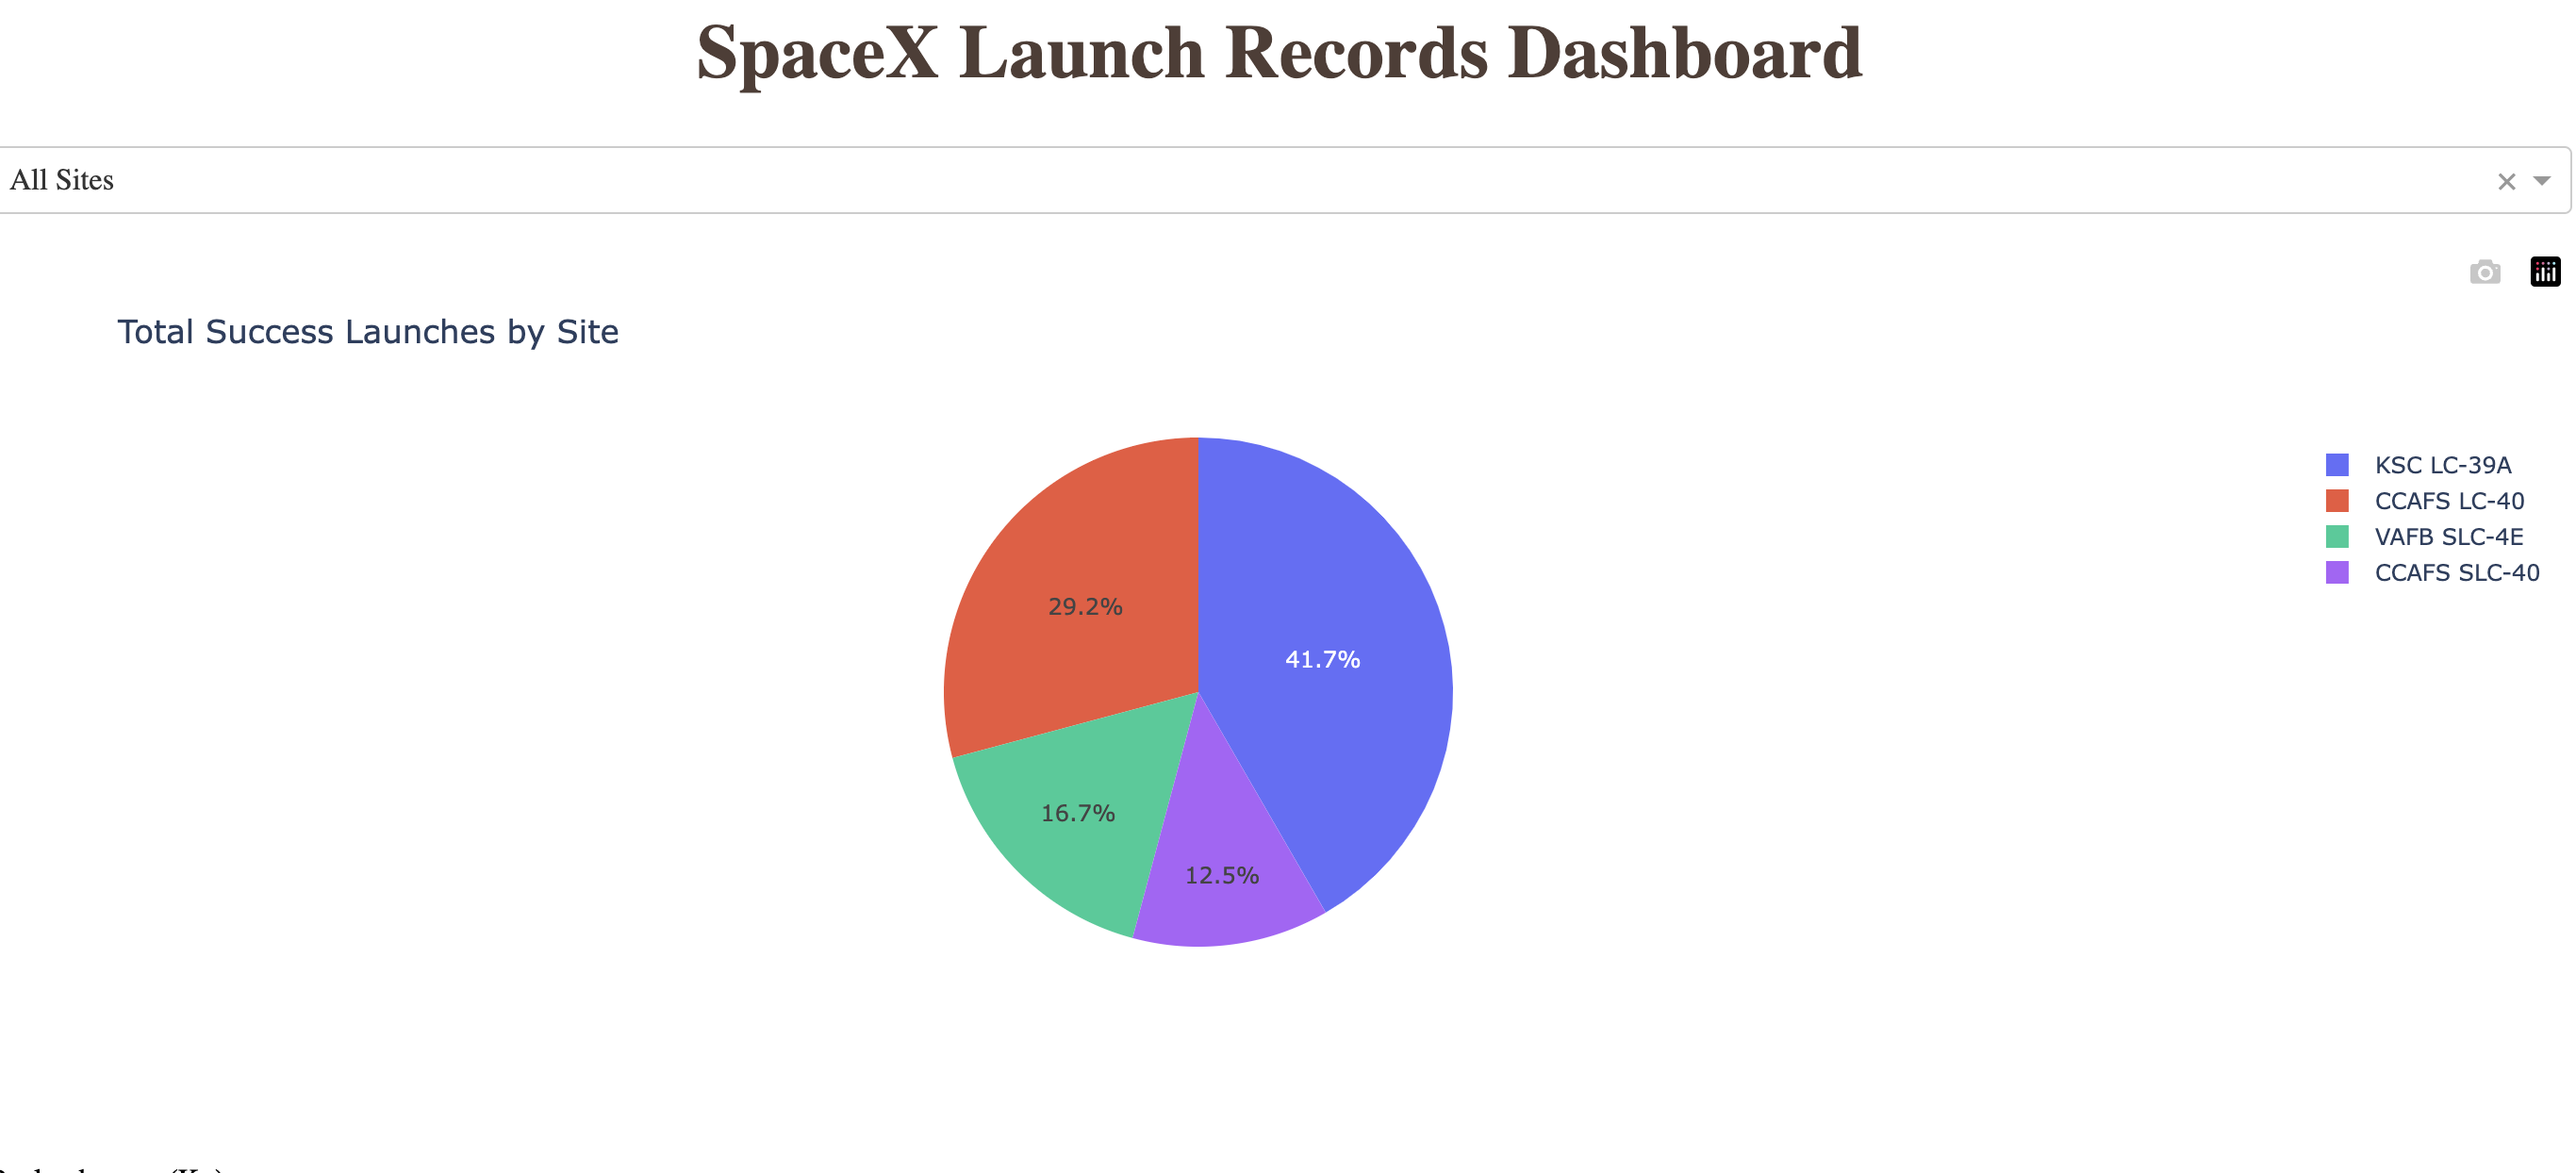 SpaceX Launch Records Dashboard
All Sites
Total Success Launches by Site
KSC LC-39A
CCAFS LC-40
VAFB SLC-4E
CCAFS SLC-40
29.2%
41.7%
16.7%
12.5%